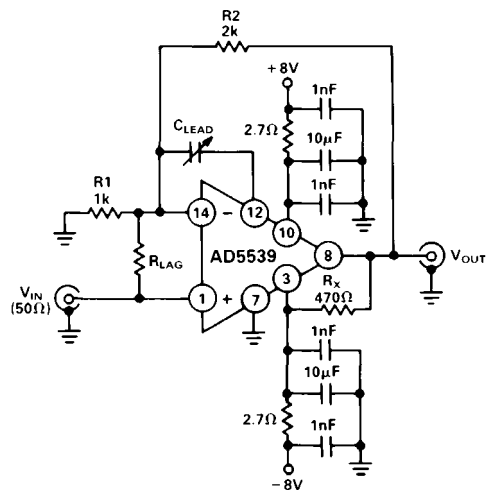 R2
2k
+8V
1nF
2.7Ω
10μF
1nF
CLEAD
R1
1k
14
−
12
10
AD5539
8
VOUT
RLAG
3
RX
470Ω
VIN
(50Ω)
1
+
7
1nF
10μF
2.7Ω
1nF
−8V